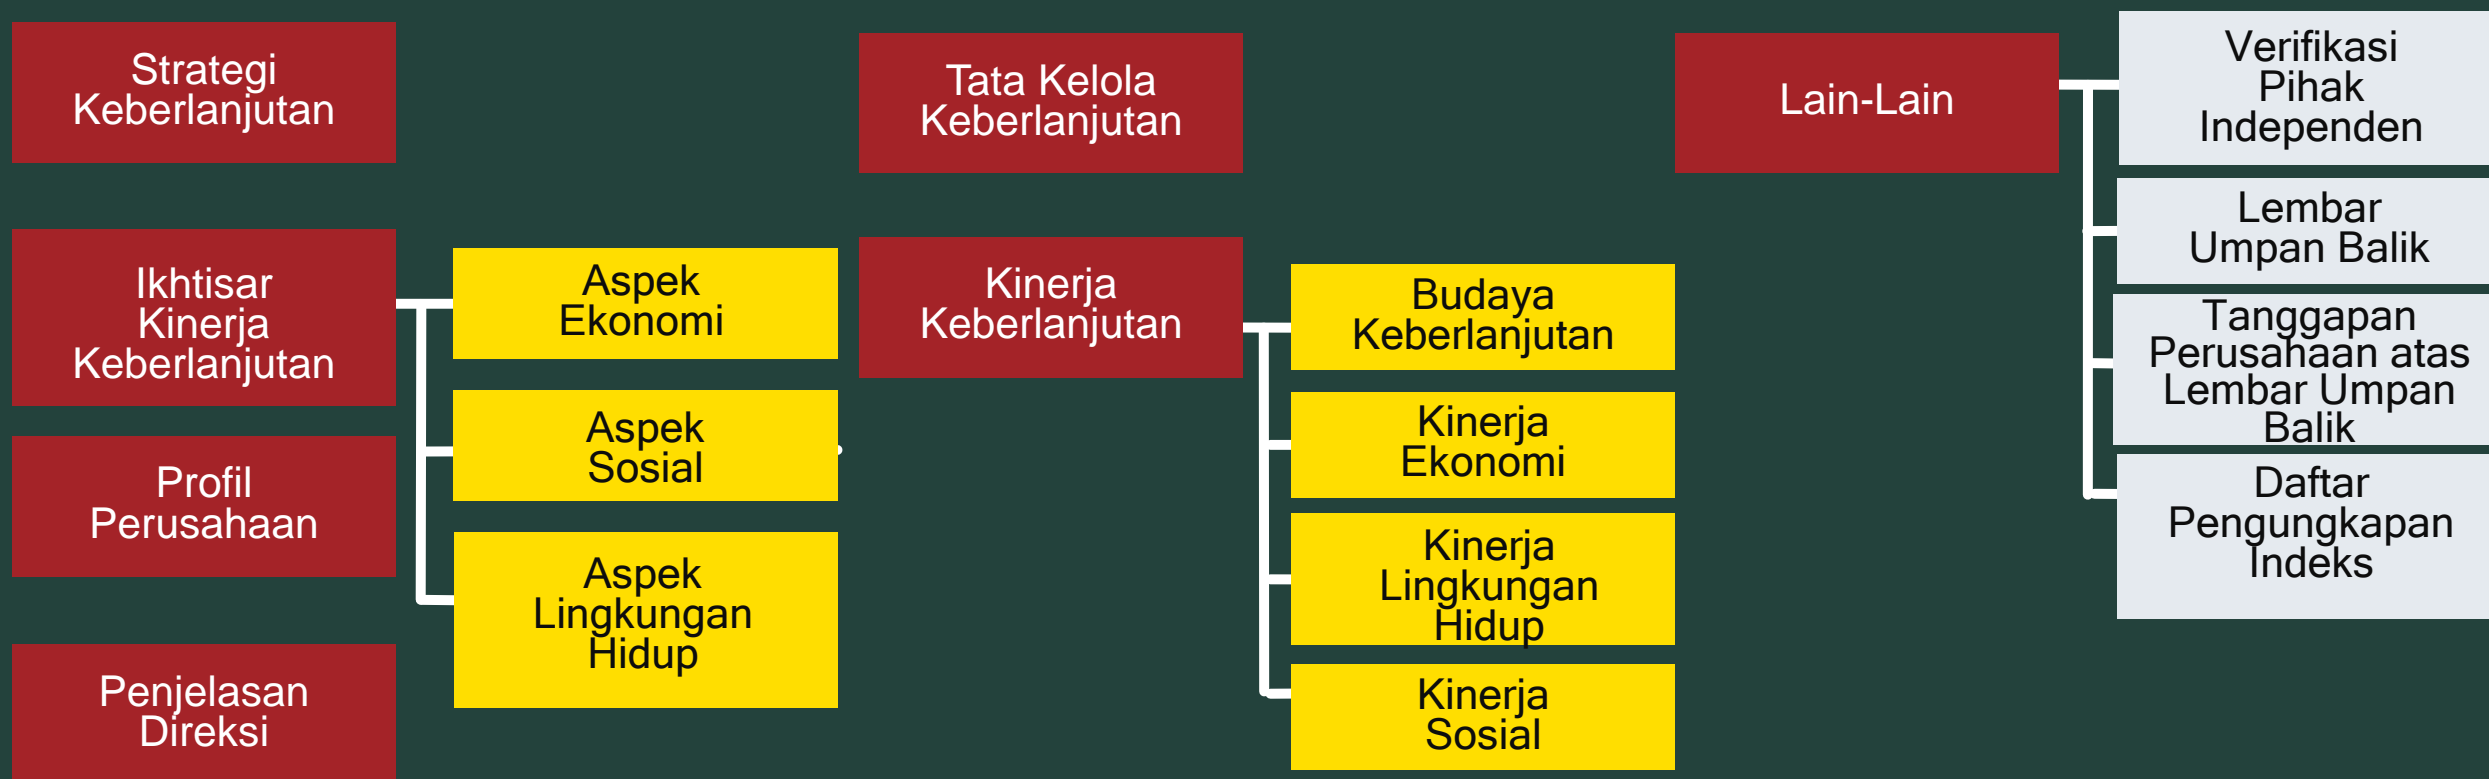 Strategi
Keberlanjutan
Ikhtisar
Kinerja
Keberlanjutan
Aspek
Ekonomi
Aspek
Sosial
Aspek
Lingkungan
Hidup
Profil
Perusahaan
Penjelasan
Direksi
Tata Kelola
Keberlanjutan
Kinerja
Keberlanjutan
Budaya
Keberlanjutan
Kinerja
Ekonomi
Kinerja
Lingkungan
Hidup
Kinerja
Sosial
Lain-Lain
Verifikasi
Pihak
Independen
Lembar
Umpan Balik
Tanggapan
Perusahaan atas
Lembar Umpan
Balik
Daftar
Pengungkapan
Indeks